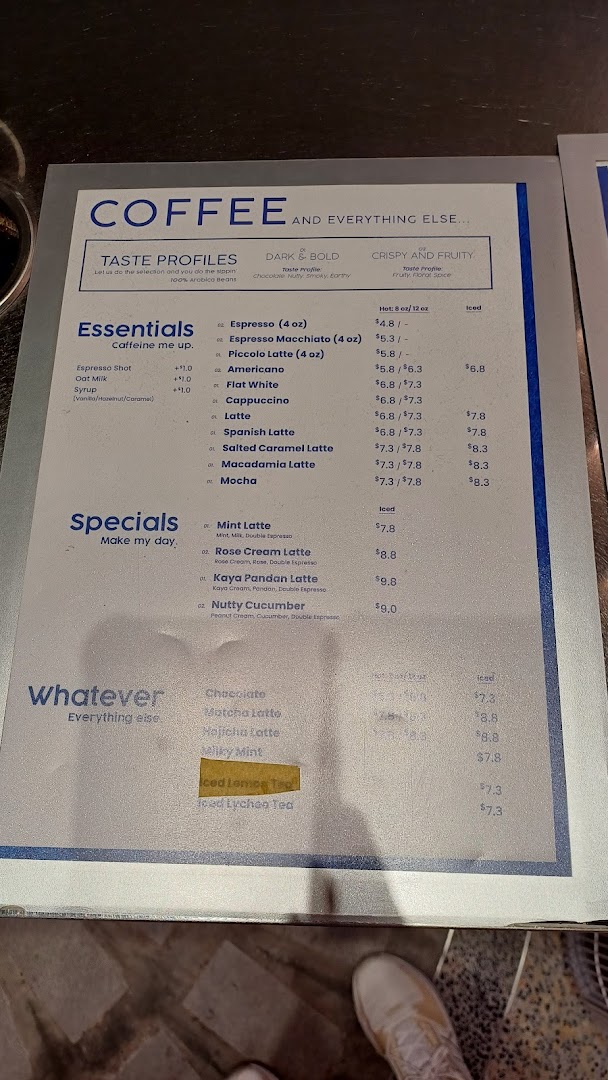 COFFEE AND EVERYTHING ELSE...
TASTE PROFILES
Let us do the selection and you do the sippin'
100% Arabica Beans
01
DARK & BOLD
Taste Profile:
Chocolate, Nutty, Smoky, Earthy
02
CRISPY AND FRUITY
Taste Profile:
Fruity, Floral, Spice
Essentials
Caffeine me up.
Espresso Shot +$1.0
Oat Milk +$1.0
Syrup +$1.0
(Vanilla/Hazelnut/Caramel)
Hot: 8 oz/ 12 oz Iced
02. Espresso (4 oz) $4.8 / -
02. Espresso Macchiato (4 oz) $5.3 / -
01. Piccolo Latte (4 oz) $5.8 / -
02. Americano $5.8 / $6.3 $6.8
01. Flat White $6.8 / $7.3
01. Cappuccino $6.8 / $7.3
01. Latte $6.8 / $7.3 $7.8
01. Spanish Latte $6.8 / $7.3 $7.8
01. Salted Caramel Latte $7.3 / $7.8 $8.3
01. Macadamia Latte $7.3 / $7.8 $8.3
01. Mocha $7.3 / $7.8 $8.3
Specials
Make my day.
Iced
01. Mint Latte $7.8
Mint, Milk, Double Espresso
02. Rose Cream Latte $8.8
Rose Cream, Rose, Double Espresso
01. Kaya Pandan Latte $9.8
Kaya Cream, Pandan, Double Espresso
02. Nutty Cucumber $9.0
Peanut Cream, Cucumber, Double Espresso
Whatever
Everything else.
Iced
Chocolate $7.3
Matcha Latte $8.8
Hojicha Latte $8.8
Milky Mint $7.8
Iced Lemon Tea $7.3
Iced Lychee Tea $7.3